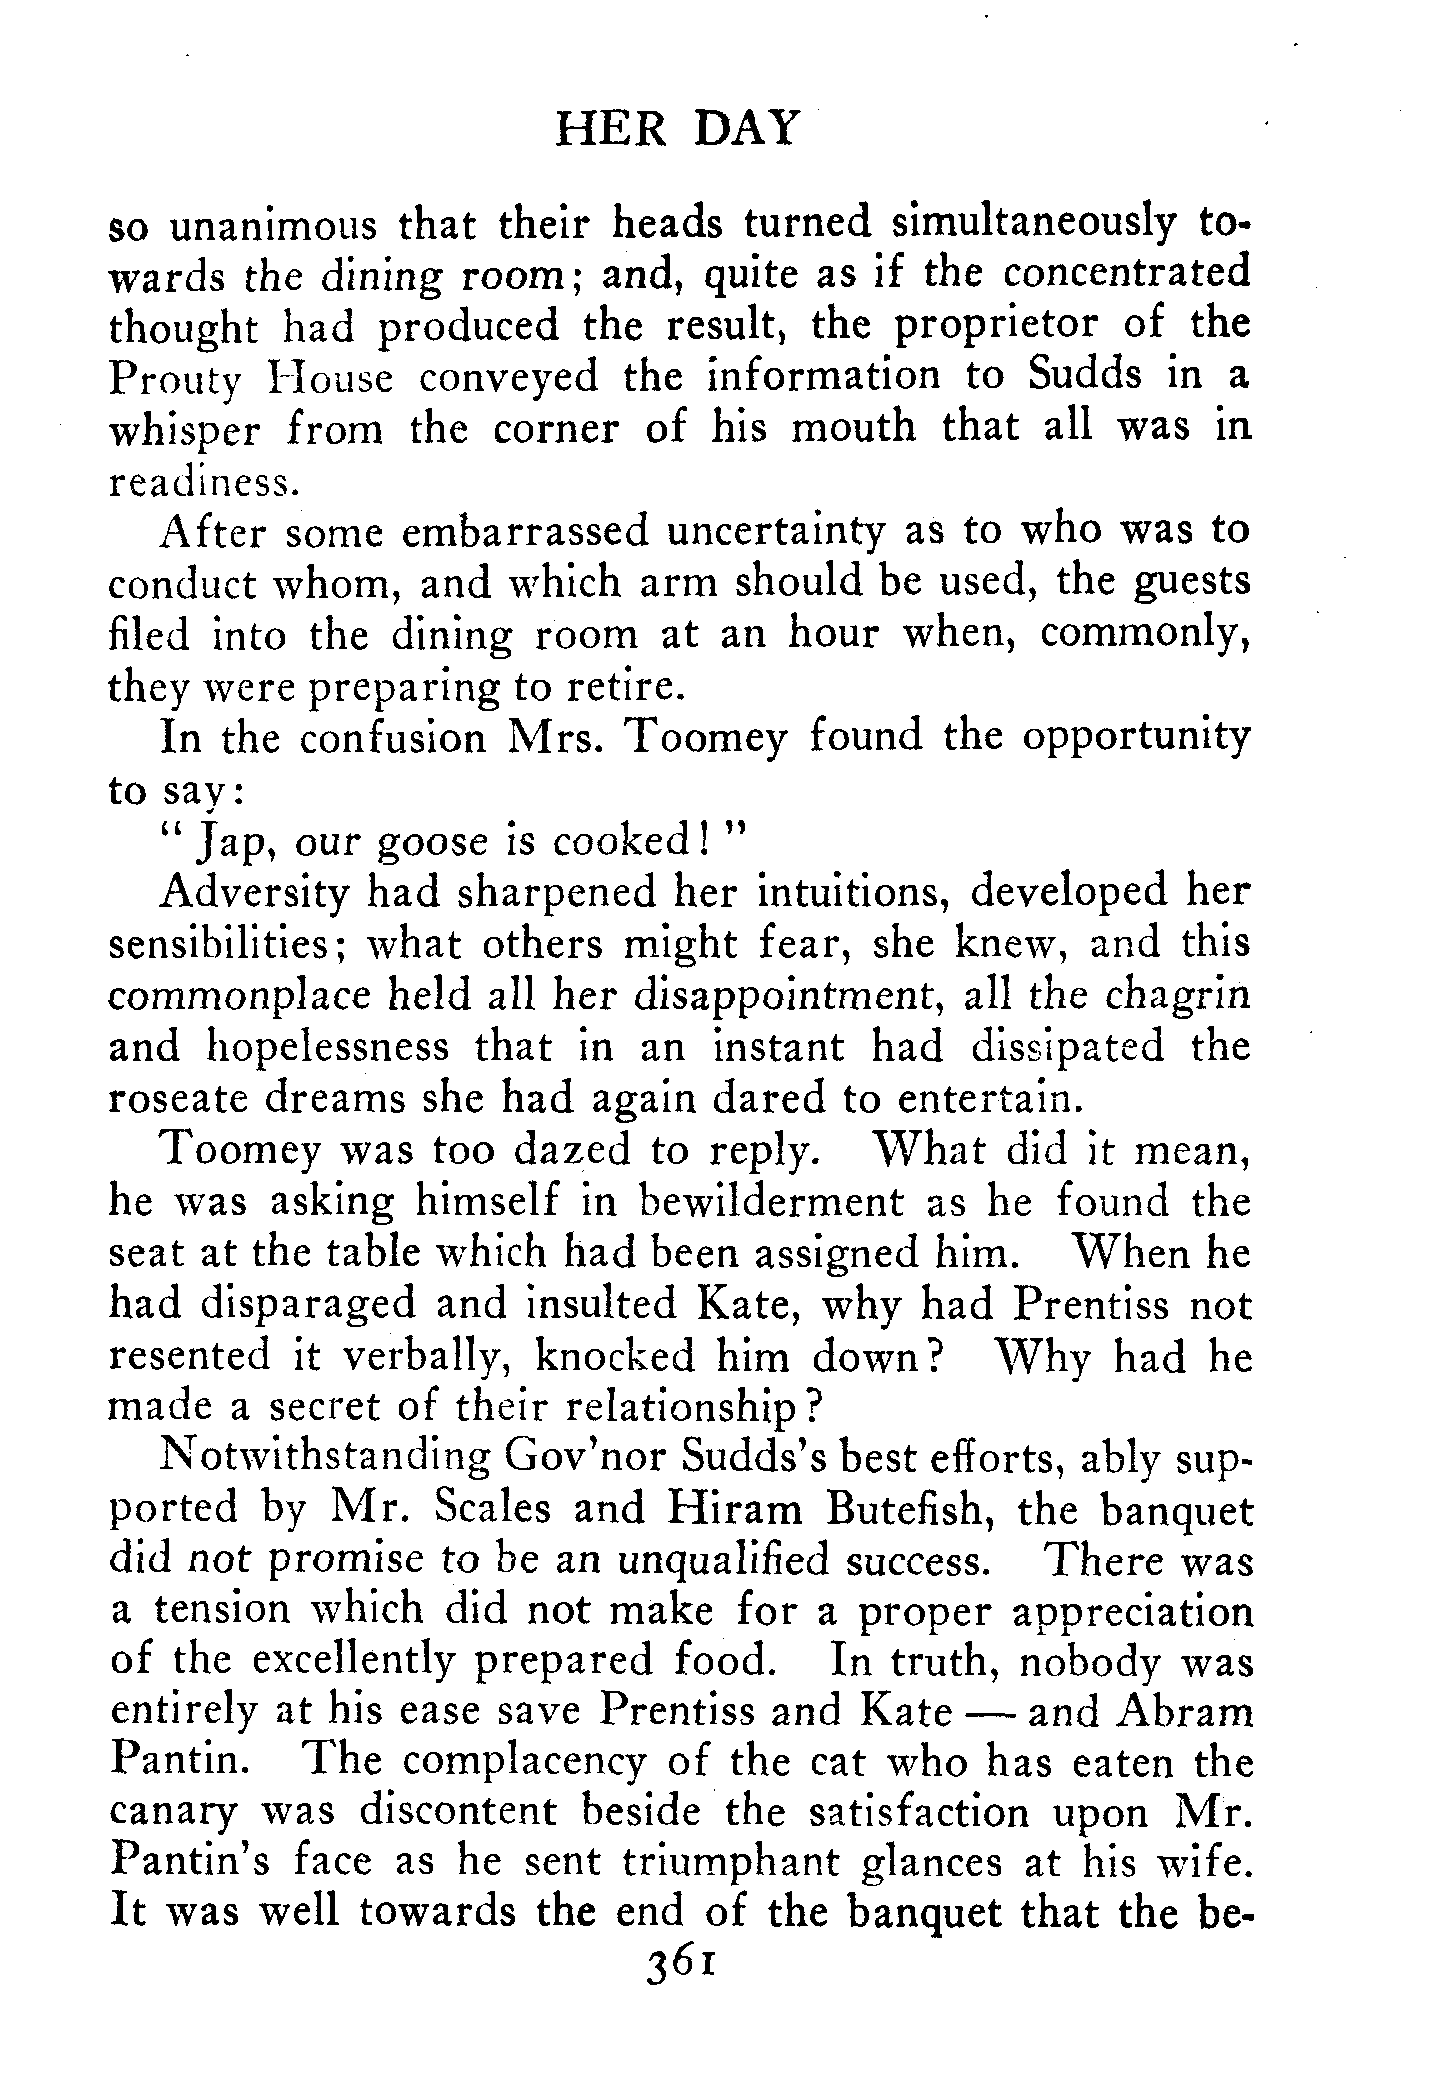 HER DAY
so unanimous that their heads turned simultaneously to-
wards the dining room; and, quite as if the concentrated
thought had produced the result, the proprietor of the
Prouty House conveyed the information to Sudds in a
whisper from the corner of his mouth that all was in
readiness.
After some embarrassed uncertainty as to who was to
conduct whom, and which arm should be used, the guests
filed into the dining room at an hour when, commonly,
they were preparing to retire.
In the confusion Mrs. Toomey found the opportunity
to say:
" Jap, our goose is cooked! "
Adversity had sharpened her intuitions, developed her
sensibilities; what others might fear, she knew, and this
commonplace held all her disappointment, all the chagrin
and hopelessness that in an instant had dissipated the
roseate dreams she had again dared to entertain.
Toomey was too dazed to reply. What did it mean,
he was asking himself in bewilderment as he found the
seat at the table which had been assigned him. When he
had disparaged and insulted Kate, why had Prentiss not
resented it verbally, knocked him down? Why had he
made a secret of their relationship?
Notwithstanding Gov'nor Sudds's best efforts, ably sup-
ported by Mr. Scales and Hiram Butefish, the banquet
did not promise to be an unqualified success. There was
a tension which did not make for a proper appreciation
of the excellently prepared food. In truth, nobody was
entirely at his ease save Prentiss and Kate — and Abram
Pantin. The complacency of the cat who has eaten the
canary was discontent beside the satisfaction upon Mr.
Pantin's face as he sent triumphant glances at his wife.
It was well towards the end of the banquet that the be-
361